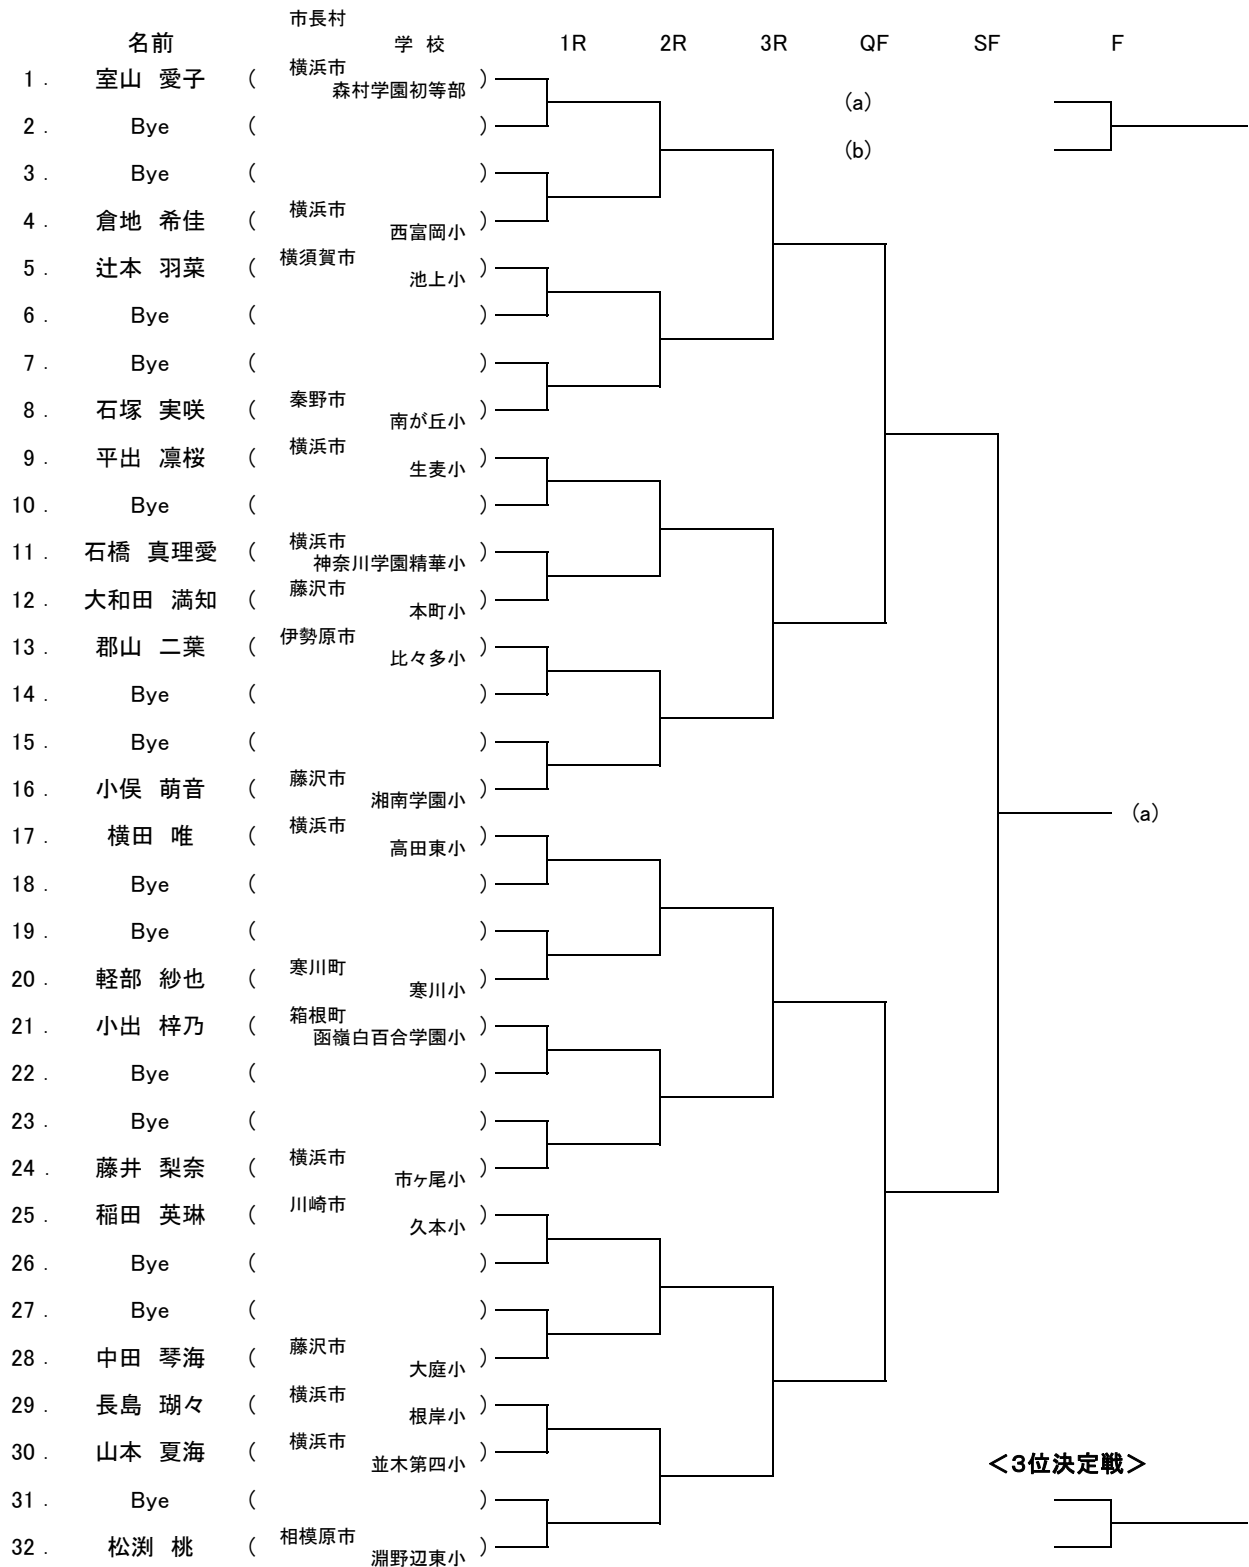 市長村
名前 学 校 1R 2R 3R QF SF F
1 . 室山 愛子 ( 横浜市 森村学園初等部 )
(a)
2 . Bye ( )
(b)
3 . Bye ( )
4 . 倉地 希佳 ( 横浜市 西富岡小 )
5 . 辻本 羽菜 ( 横須賀市 池上小 )
6 . Bye ( )
7 . Bye ( )
8 . 石塚 実咲 ( 秦野市 南が丘小 )
9 . 平出 凛桜 ( 横浜市 生麦小 )
10 . Bye ( )
11 . 石橋 真理愛 ( 横浜市 神奈川学園精華小 )
12 . 大和田 満知 ( 藤沢市 本町小 )
13 . 郡山 二葉 ( 伊勢原市 比々多小 )
14 . Bye ( )
15 . Bye ( )
16 . 小俣 萌音 ( 藤沢市 湘南学園小 )
(a)
17 . 横田 唯 ( 横浜市 高田東小 )
18 . Bye ( )
19 . Bye ( )
20 . 軽部 紗也 ( 寒川町 寒川小 )
21 . 小出 梓乃 ( 箱根町 函嶺白百合学園小 )
22 . Bye ( )
23 . Bye ( )
24 . 藤井 梨奈 ( 横浜市 市ヶ尾小 )
25 . 稲田 英琳 ( 川崎市 久本小 )
26 . Bye ( )
27 . Bye ( )
28 . 中田 琴海 ( 藤沢市 大庭小 )
29 . 長島 瑚々 ( 横浜市 根岸小 )
30 . 山本 夏海 ( 横浜市 並木第四小 )
＜3位決定戦＞
31 . Bye ( )
32 . 松渕 桃 ( 相模原市 淵野辺東小 )